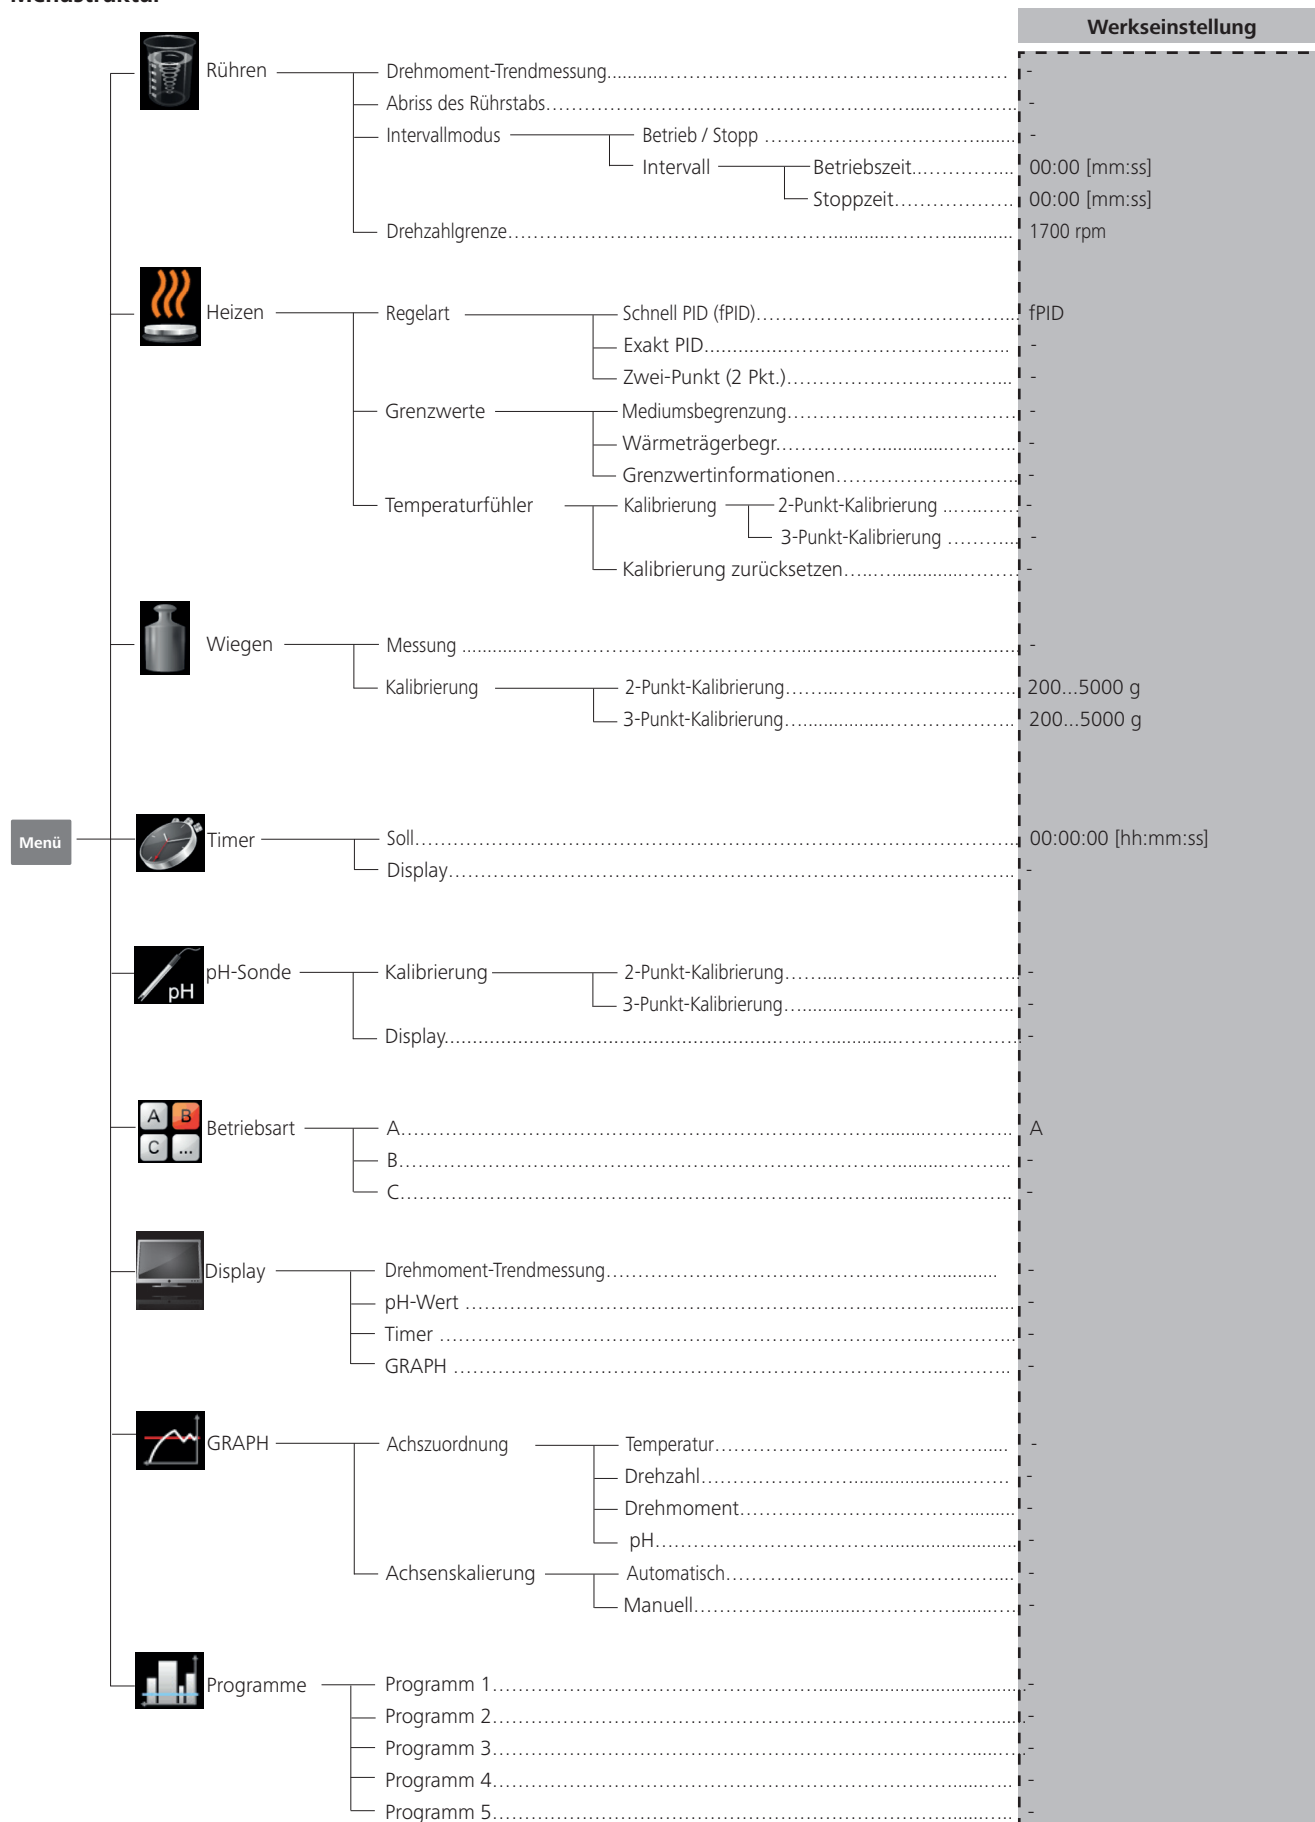 Menüstruktur
Werkseinstellung
Rühren
Drehmoment-Trendmessung -
Abriss des Rührstabs -
Intervallmodus Betrieb / Stopp -
Intervall Betriebszeit 00:00 [mm:ss]
Stoppzeit 00:00 [mm:ss]
Drehzahlgrenze 1700 rpm
Heizen Regelart Schnell PID (fPID) fPID
Exakt PID -
Zwei-Punkt (2 Pkt.) -
Grenzwerte Mediumsbegrenzung -
Wärmeträgerbegr. -
Grenzwertinformationen -
Temperaturfühler Kalibrierung 2-Punkt-Kalibrierung -
3-Punkt-Kalibrierung -
Kalibrierung zurücksetzen -
Wiegen Messung -
Kalibrierung 2-Punkt-Kalibrierung 200...5000 g
3-Punkt-Kalibrierung 200...5000 g
Menü
Timer Soll 00:00:00 [hh:mm:ss]
Display -
pH
pH-Sonde Kalibrierung 2-Punkt-Kalibrierung -
3-Punkt-Kalibrierung -
Display -
A B
C ...
Betriebsart A A
B -
C -
Display Drehmoment-Trendmessung -
pH-Wert -
Timer -
GRAPH -
GRAPH Achszuordnung Temperatur -
Drehzahl -
Drehmoment -
pH -
Achsenskalierung Automatisch -
Manuell -
Programme Programm 1 -
Programm 2 -
Programm 3 -
Programm 4 -
Programm 5 -